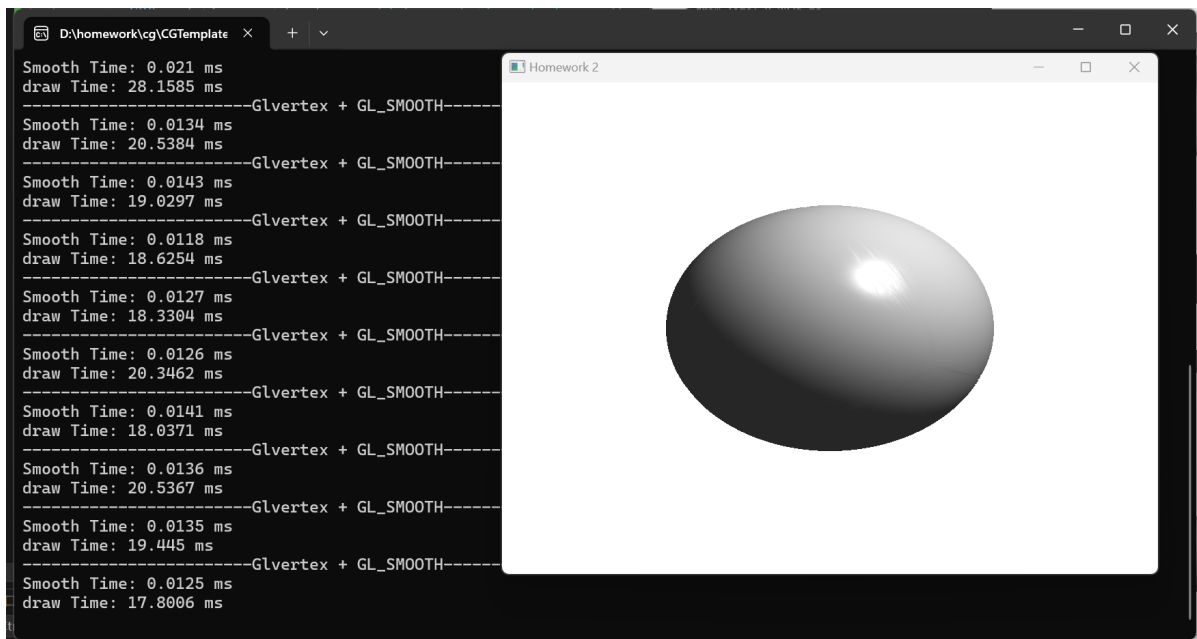 D:\homework\cg\CGTemplate
Smooth Time: 0.021 ms
draw Time: 28.1585 ms
------------------------Glvertex + GL_SMOOTH------
Smooth Time: 0.0134 ms
draw Time: 20.5384 ms
------------------------Glvertex + GL_SMOOTH------
Smooth Time: 0.0143 ms
draw Time: 19.0297 ms
------------------------Glvertex + GL_SMOOTH------
Smooth Time: 0.0118 ms
draw Time: 18.6254 ms
------------------------Glvertex + GL_SMOOTH------
Smooth Time: 0.0127 ms
draw Time: 18.3304 ms
------------------------Glvertex + GL_SMOOTH------
Smooth Time: 0.0126 ms
draw Time: 20.3462 ms
------------------------Glvertex + GL_SMOOTH------
Smooth Time: 0.0141 ms
draw Time: 18.0371 ms
------------------------Glvertex + GL_SMOOTH------
Smooth Time: 0.0136 ms
draw Time: 20.5367 ms
------------------------Glvertex + GL_SMOOTH------
Smooth Time: 0.0135 ms
draw Time: 19.445 ms
------------------------Glvertex + GL_SMOOTH------
Smooth Time: 0.0125 ms
draw Time: 17.8006 ms
Homework 2